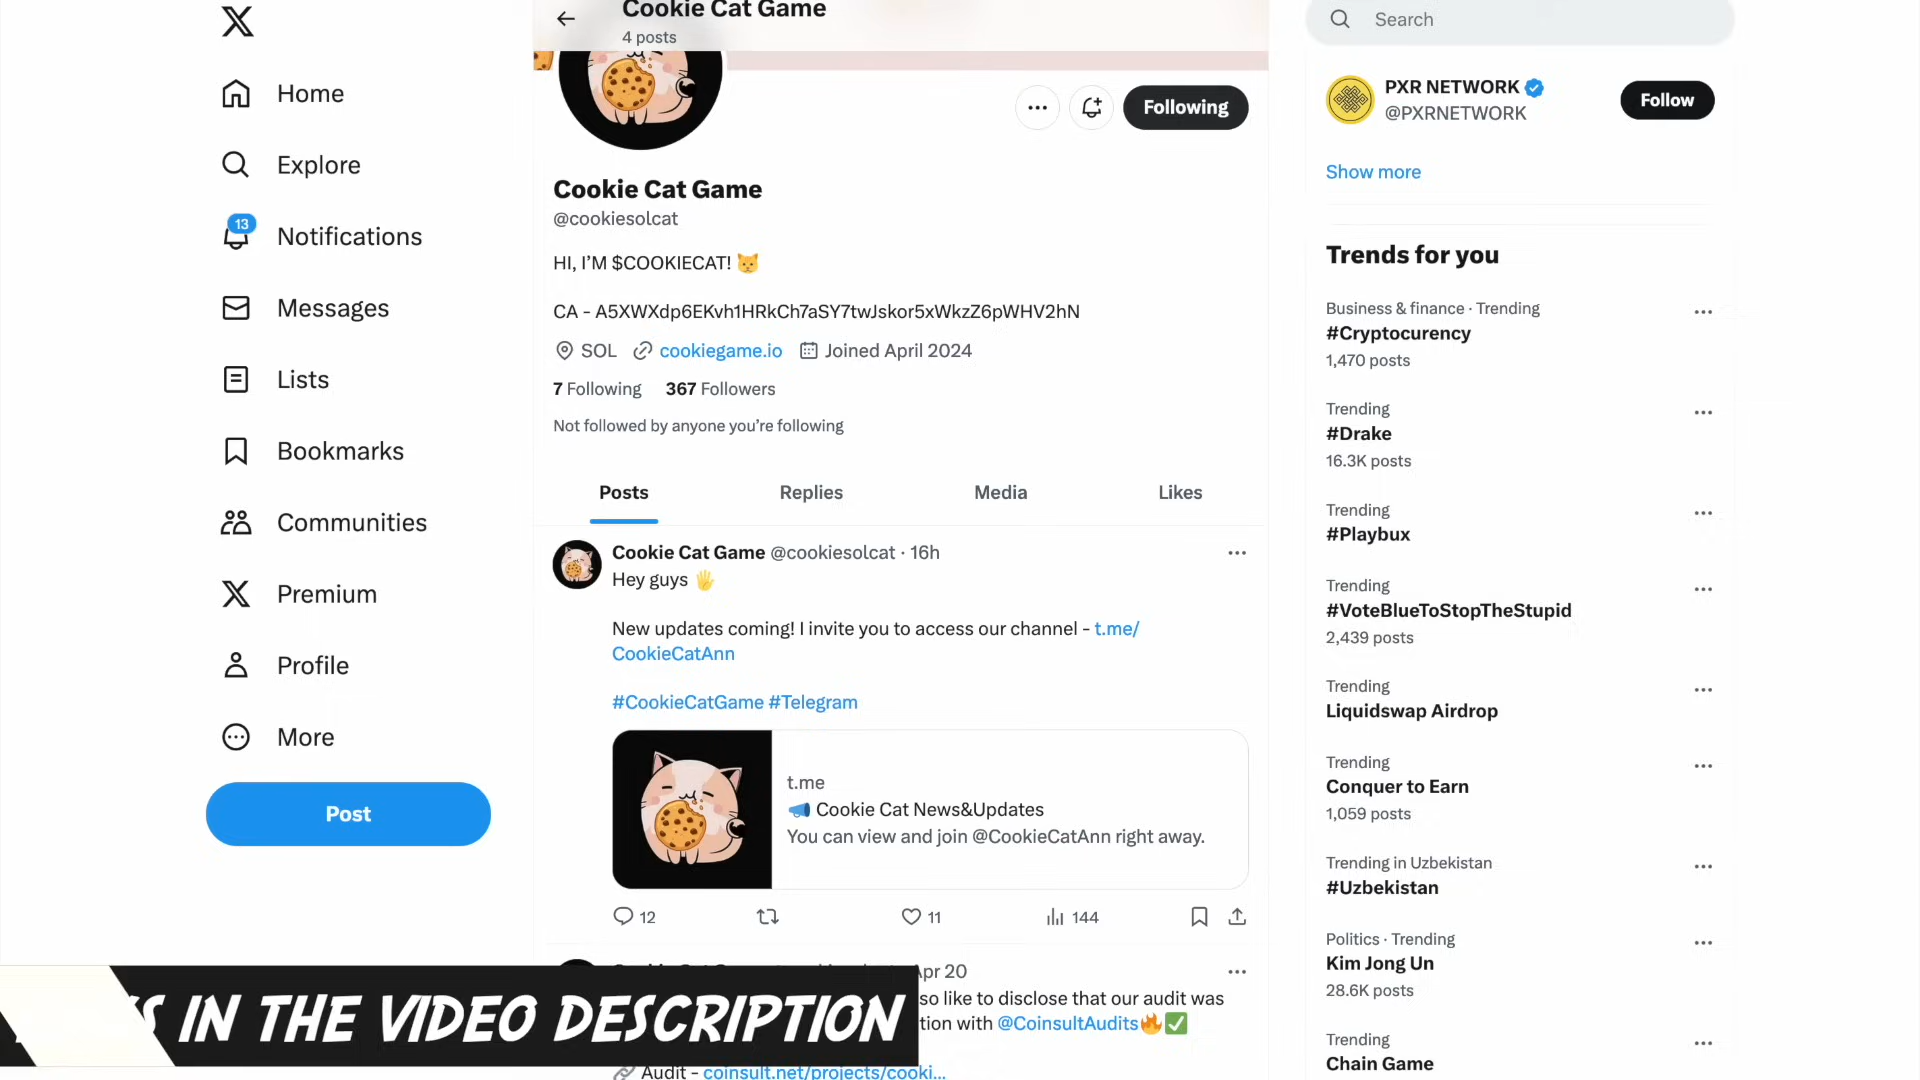 Home
Explore
13
Notifications
Messages
Lists
Bookmarks
Communities
Premium
Profile
More
Post
Cookie Cat Game
4 posts
Following
Cookie Cat Game
@cookiesolcat
HI, I'M $COOKIECAT! 🐱
CA - A5XWXdp6EKvh1HRkCh7aSY7twJskor5xWkzZ6pWHV2hN
SOL cookiegame.io Joined April 2024
7 Following 367 Followers
Not followed by anyone you're following
Posts Replies Media Likes
Cookie Cat Game @cookiesolcat · 16h
Hey guys 🖐
New updates coming! I invite you to access our channel - t.me/
CookieCatAnn
#CookieCatGame #Telegram
t.me
📣 Cookie Cat News&Updates
You can view and join @CookieCatAnn right away.
12 11 144
Apr 20
so like to disclose that our audit was
tion with @CoinsultAudits🔥✅
Audit - coinsult.net/projects/cooki...
IN THE VIDEO DESCRIPTION
Search
PXR NETWORK
@PXRNETWORK
Follow
Show more
Trends for you
Business & finance · Trending
#Cryptocurency
1,470 posts
Trending
#Drake
16.3K posts
Trending
#Playbux
Trending
#VoteBlueToStopTheStupid
2,439 posts
Trending
Liquidswap Airdrop
Trending
Conquer to Earn
1,059 posts
Trending in Uzbekistan
#Uzbekistan
Politics · Trending
Kim Jong Un
28.6K posts
Trending
Chain Game